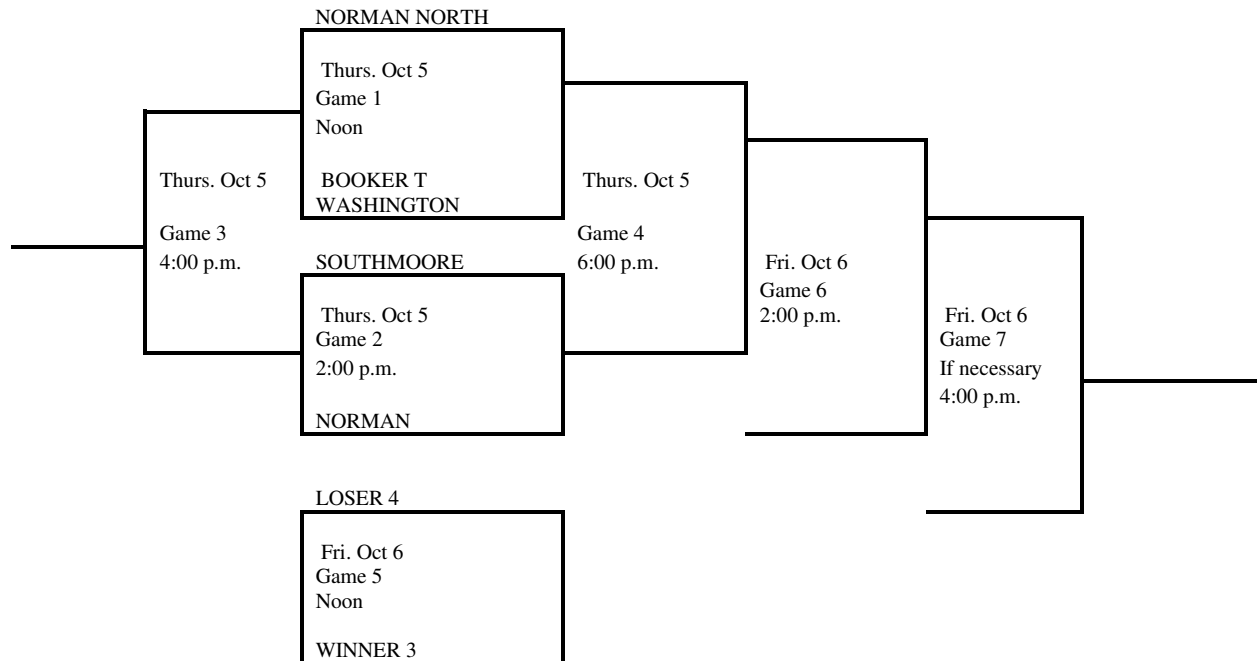 NORMAN NORTH
Thurs. Oct 5
Game 1
Noon
BOOKER T
WASHINGTON
Thurs. Oct 5
Game 3
4:00 p.m.
Thurs. Oct 5
Game 4
6:00 p.m.
SOUTHMOORE
Thurs. Oct 5
Game 2
2:00 p.m.
NORMAN
Fri. Oct 6
Game 6
2:00 p.m.
Fri. Oct 6
Game 7
If necessary
4:00 p.m.
LOSER 4
Fri. Oct 6
Game 5
Noon
WINNER 3